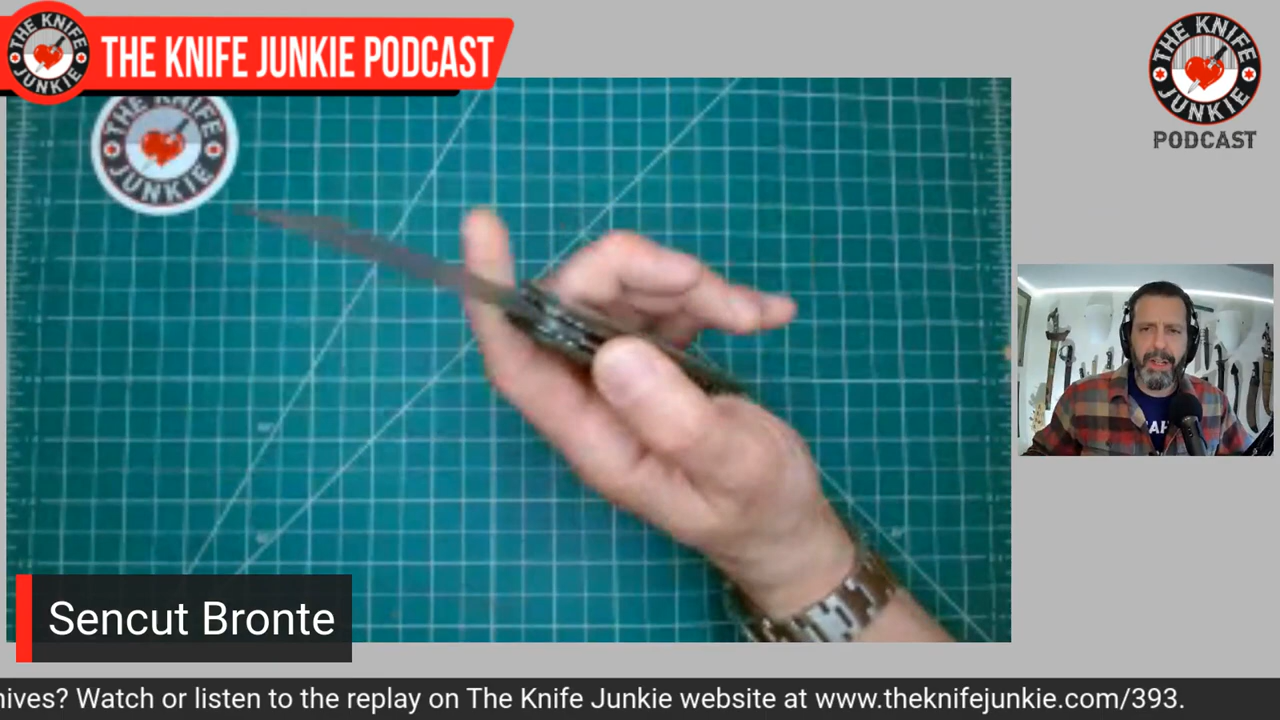 THE KNIFE JUNKIE
THE KNIFE JUNKIE PODCAST
THE KNIFE JUNKIE
PODCAST
THE KNIFE JUNKIE
Sencut Bronte
nives? Watch or listen to the replay on The Knife Junkie website at www.theknifejunkie.com/393.